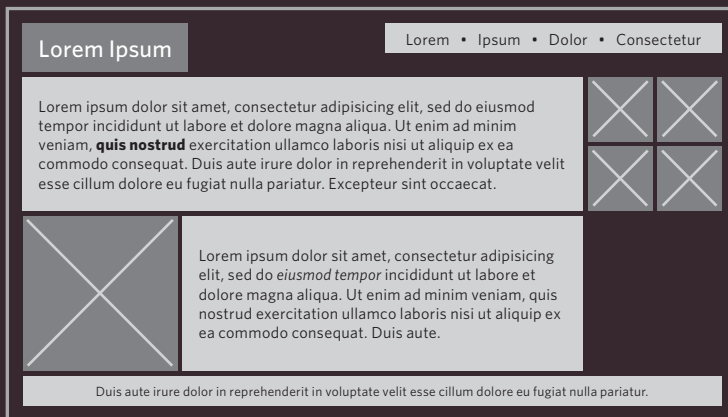 Lorem Ipsum
Lorem • Ipsum • Dolor • Consectetur
Lorem ipsum dolor sit amet, consectetur adipisicing elit, sed do eiusmod
tempor incididunt ut labore et dolore magna aliqua. Ut enim ad minim
veniam, quis nostrud exercitation ullamco laboris nisi ut aliquip ex ea
commodo consequat. Duis aute irure dolor in reprehenderit in voluptate velit
esse cillum dolore eu fugiat nulla pariatur. Excepteur sint occaecat.
Lorem ipsum dolor sit amet, consectetur adipisicing
elit, sed do eiusmod tempor incididunt ut labore et
dolore magna aliqua. Ut enim ad minim veniam, quis
nostrud exercitation ullamco laboris nisi ut aliquip ex
ea commodo consequat. Duis aute.
Duis aute irure dolor in reprehenderit in voluptate velit esse cillum dolore eu fugiat nulla pariatur.